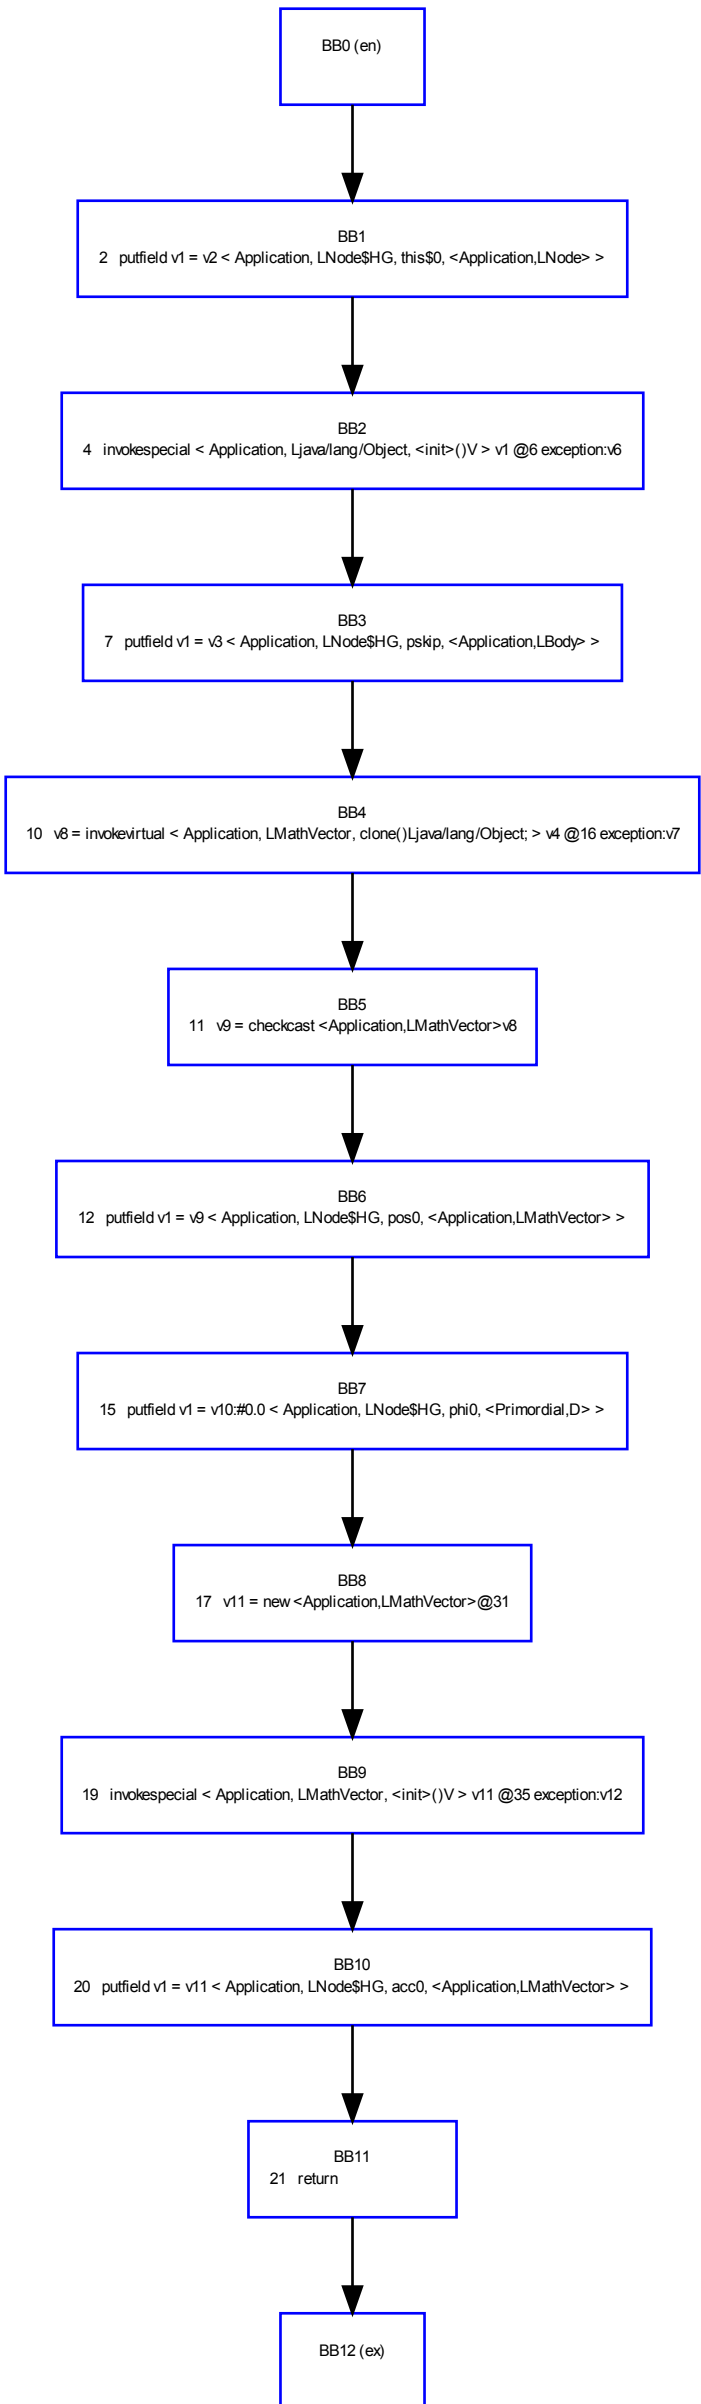 BB0 (en)
BB1
2 putfield v1 = v2 < Application, LNode$HG, this$0, <Application,LNode> >
BB2
4 invokespecial < Application, Ljava/lang/Object, <init>()V > v1 @6 exception:v6
BB3
7 putfield v1 = v3 < Application, LNode$HG, pskip, <Application,LBody> >
BB4
10 v8 = invokevirtual < Application, LMathVector, clone()Ljava/lang/Object; > v4 @16 exception:v7
BB5
11 v9 = checkcast <Application,LMathVector>v8
BB6
12 putfield v1 = v9 < Application, LNode$HG, pos0, <Application,LMathVector> >
BB7
15 putfield v1 = v10:#0.0 < Application, LNode$HG, phi0, <Primordial,D> >
BB8
17 v11 = new <Application,LMathVector>@31
BB9
19 invokespecial < Application, LMathVector, <init>()V > v11 @35 exception:v12
BB10
20 putfield v1 = v11 < Application, LNode$HG, acc0, <Application,LMathVector> >
BB11
21 return
BB12 (ex)